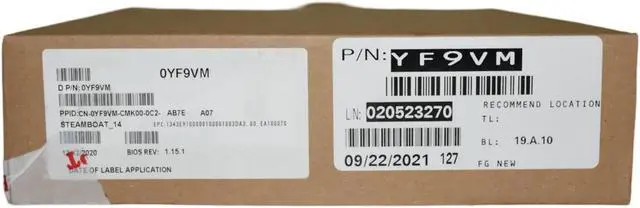 0YF9VM
D P/N: 0YF9VM
PPID:CN-0YF9VM-CMK00-0C2- AB7E A07
STEAMBOAT_14
BIOS REV: 1.15.1
DATE OF LABEL APPLICATION
P/N: YF9VM
LN: 020523270
RECOMMEND LOCATION
TL:
BL: 19.A.10
09/22/2021 127
FG NEW